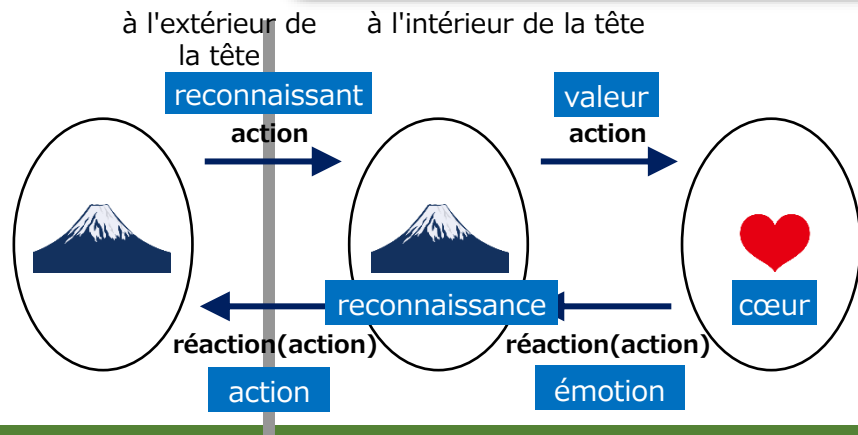 à l'extérieur de
la tête
à l'intérieur de la tête
reconnaissant
action
valeur
action
reconnaissance
cœur
réaction(action)
réaction(action)
action
émotion